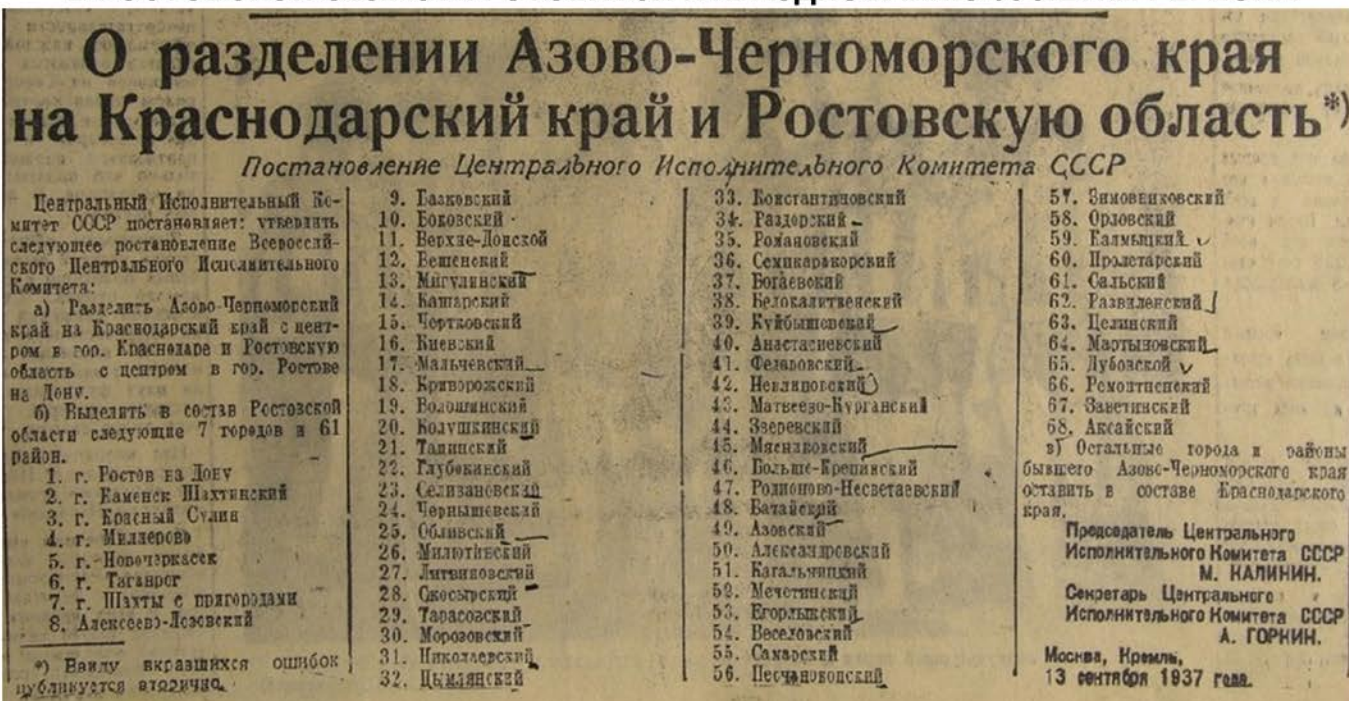 О разделении Азово-Черноморского края
на Краснодарский край и Ростовскую область*)
Постановление Центрального Исполнительного Комитета СССР
Центральный Исполнительный Ко-
митет СССР постановляет: утвердить
следующее постановление Всероссий-
ского Центрального Исполнительного
Комитета:
а) Разделить Азово-Черноморский
край на Краснодарский край с цент-
ром в гор. Краснодаре и Ростовскую
область с центром в гор. Ростове
на Дону.
б) Выделить в состав Ростовской
области следующие 7 городов и 61
район.
1. г. Ростов на Дону
2. г. Каменск Шахтинский
3. г. Красный Сулин
4. г. Миллерово
5. г. Новочеркасск
6. г. Таганрог
7. г. Шахты с пригородами
8. Алексеево-Лозовский
*) Ввиду вкравшихся ошибок
публикуется вторично.
9. Базковский
10. Боковский
11. Верхне-Донской
12. Вешенский
13. Мигулинский
14. Кашарский
15. Чертковский
16. Киевский
17. Мальчевский
18. Криворожский
19. Волошинский
20. Колушкинский
21. Тацинский
22. Глубокинский
23. Селивановский
24. Чернышевский
25. Обливский
26. Милютинский
27. Литвиновский
28. Скосырский
29. Тарасовский
30. Морозовский
31. Николаевский
32. Цымлянский
33. Константиновский
34. Раздорский
35. Романовский
36. Семикаракорский
37. Богаевский
38. Белокалитвенский
39. Куйбышевский
40. Анастасиевский
41. Федоровский
42. Неклиновский
43. Матвеево-Курганский
44. Зверевский
45. Мясниковский
46. Больше-Крепинский
47. Родионово-Несветаевский
48. Батайский
49. Азовский
50. Александровский
51. Кагальницкий
52. Мечетинский
53. Егорлыкский
54. Веселовский
55. Самарский
56. Песчанокопский
57. Зимовниковский
58. Орловский
59. Калмыцкий
60. Пролетарский
61. Сальский
62. Развиленский
63. Целинский
64. Мартыновский
65. Дубовской
66. Ремонтненский
67. Заветинский
68. Аксайский
в) Остальные города и районы
бывшего Азово-Черноморского края
оставить в составе Краснодарского
края.
Председатель Центрального
Исполнительного Комитета СССР
М. КАЛИНИН.
Секретарь Центрального
Исполнительного Комитета СССР
А. ГОРКИН.
Москва, Кремль,
13 сентября 1937 года.